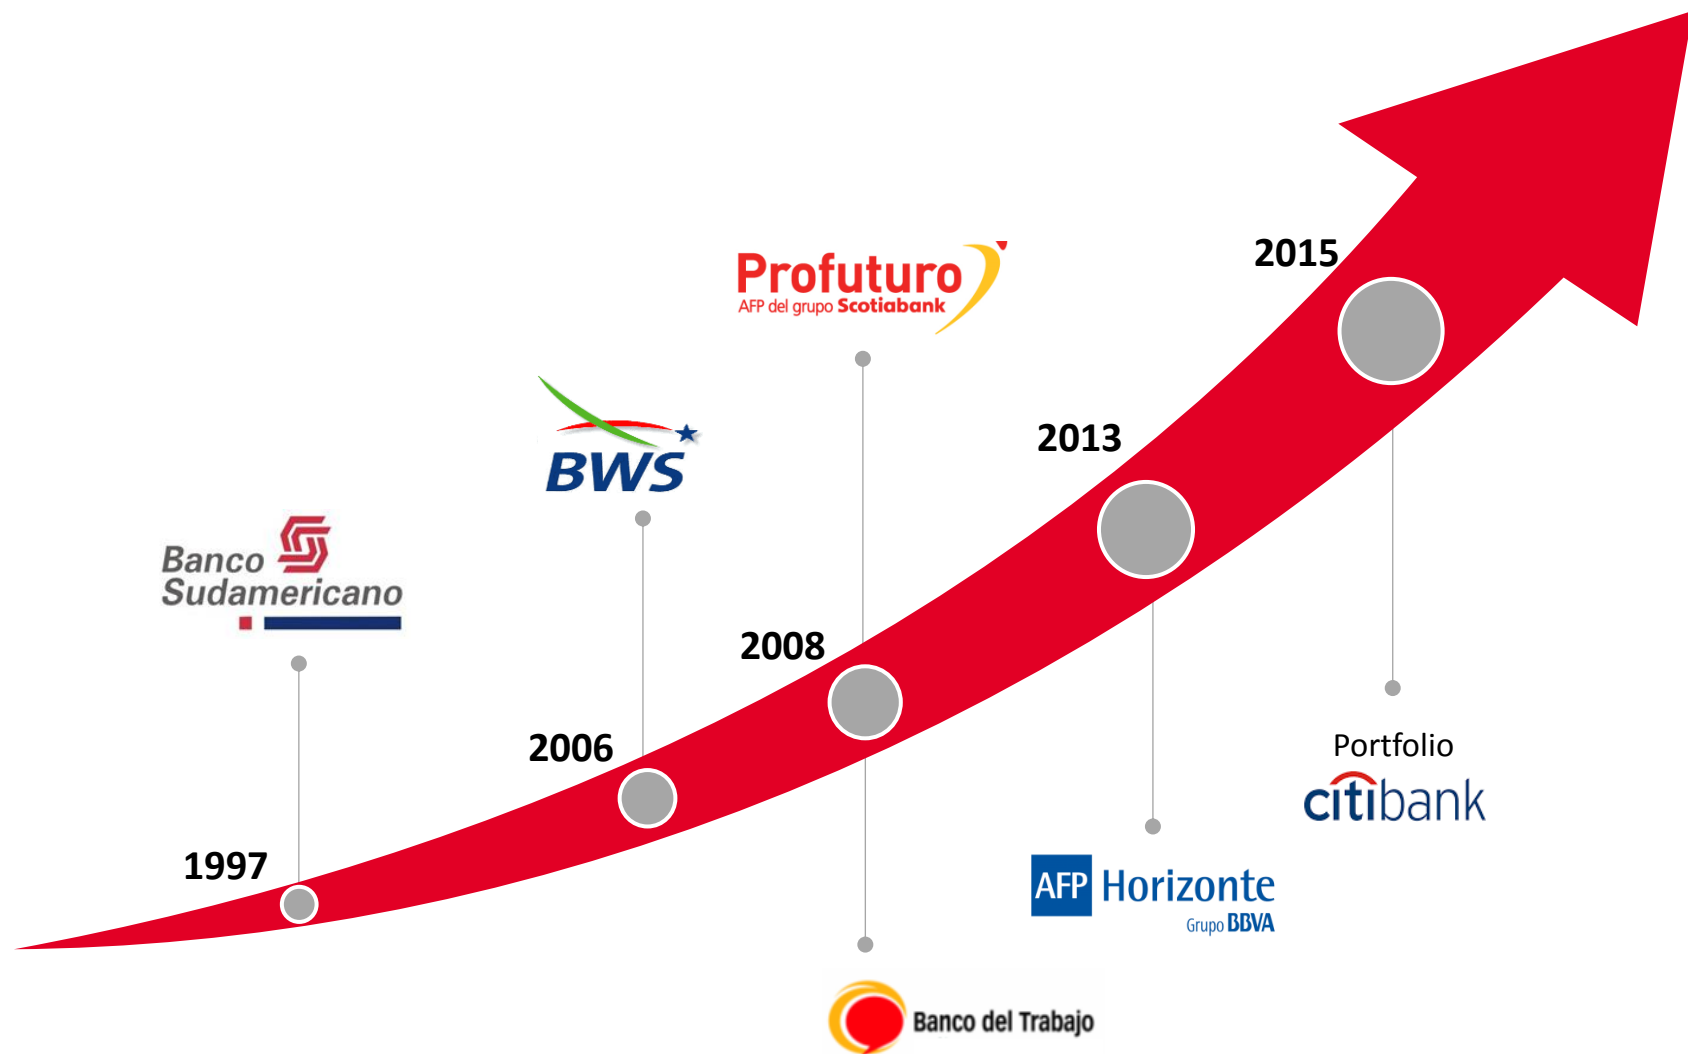 2015
Profuturo
AFP del grupo Scotiabank
2013
BWS
Banco
Sudamericano
2008
2006
Portfolio
citibank
1997
AFP Horizonte
Grupo BBVA
Banco del Trabajo